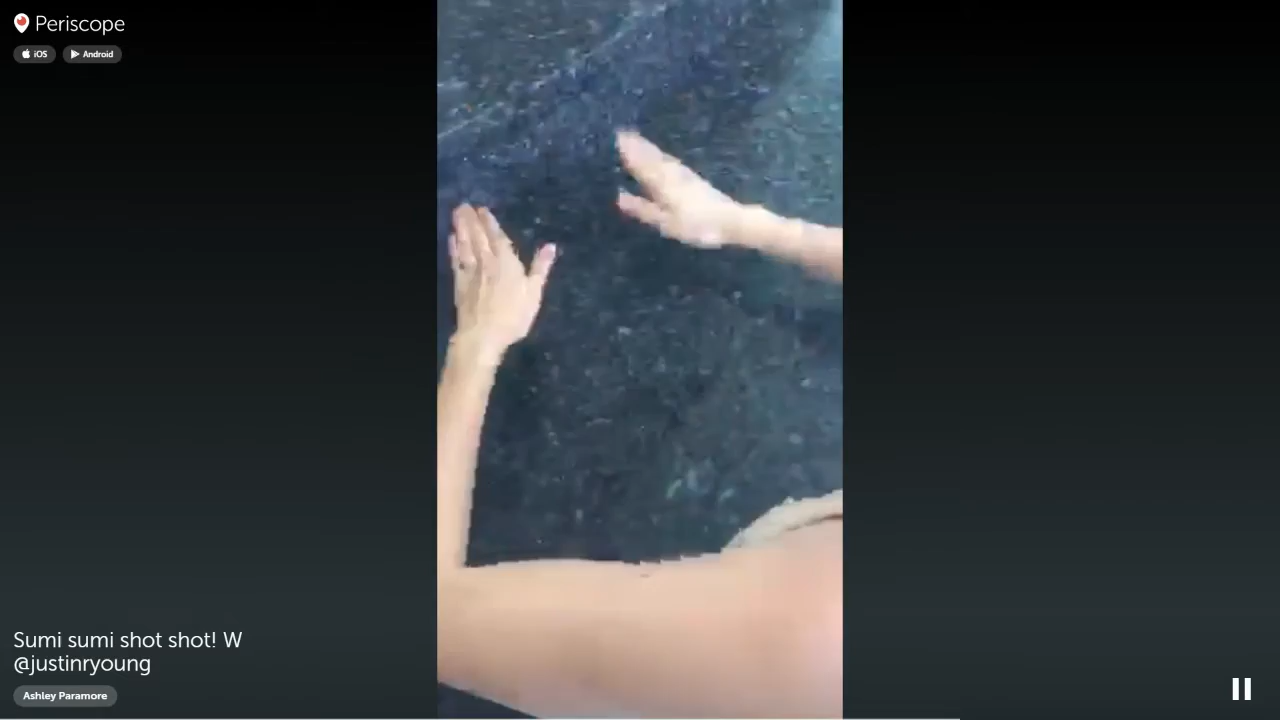 Periscope
iOS
Android
Sumi sumi shot shot! W
@justinryoung
Ashley Paramore